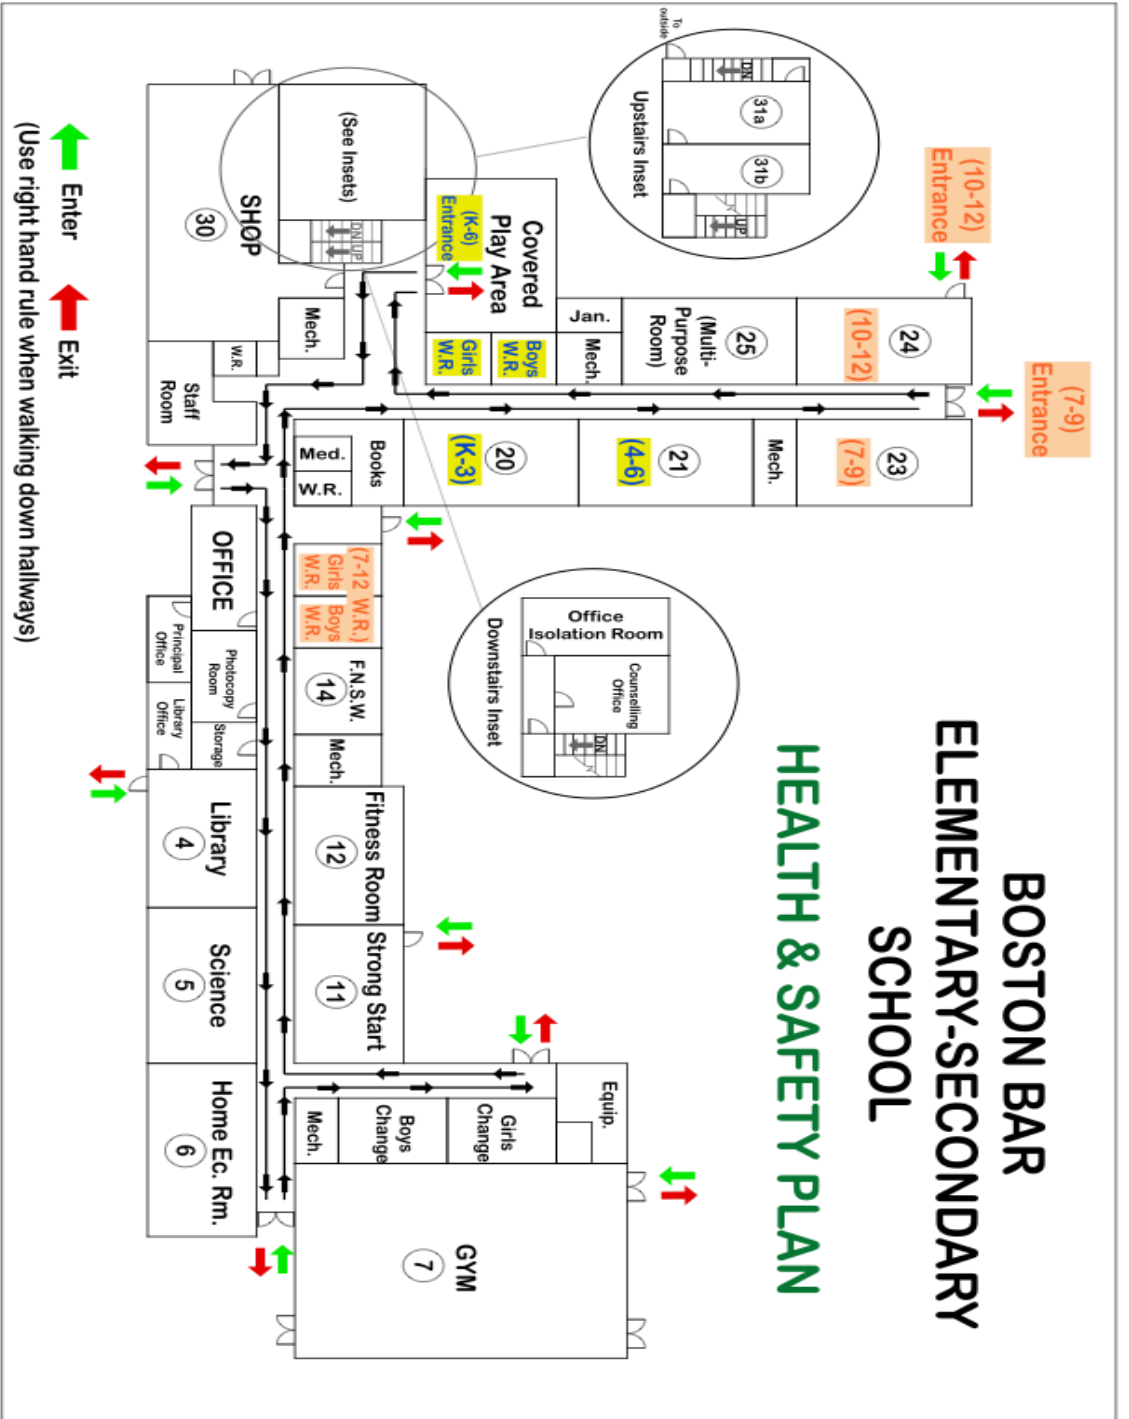 BOSTON BAR
ELEMENTARY-SECONDARY
SCHOOL
HEALTH & SAFETY PLAN
(10-12)
Entrance
(7-9)
Entrance
To
outside
DN
31a
31b
UP
Upstairs Inset
24
(10-12)
25
(Multi-
Purpose
Room)
Jan.
Mech.
Covered
Play Area
(K-6)
Entrance
Boys
W.R.
Girls
W.R.
23
(7-9)
Mech.
21
(4-6)
20
(K-3)
Books
Med.
W.R.
(See Insets)
DN
UP
SHOP
30
Mech.
W.R.
Staff
Room
Office
Isolation Room
Counselling
Office
DN
Downstairs Inset
(7-12 W.R.)
Girls
W.R.
Boys
W.R.
F.N.S.W.
14
Mech.
Fitness Room
12
Strong Start
11
OFFICE
Principal
Office
Photocopy
Room
Library
Office
Storage
Library
4
Science
5
Home Ec. Rm.
6
Equip.
Girls
Change
Boys
Change
Mech.
GYM
7
Enter
Exit
(Use right hand rule when walking down hallways)